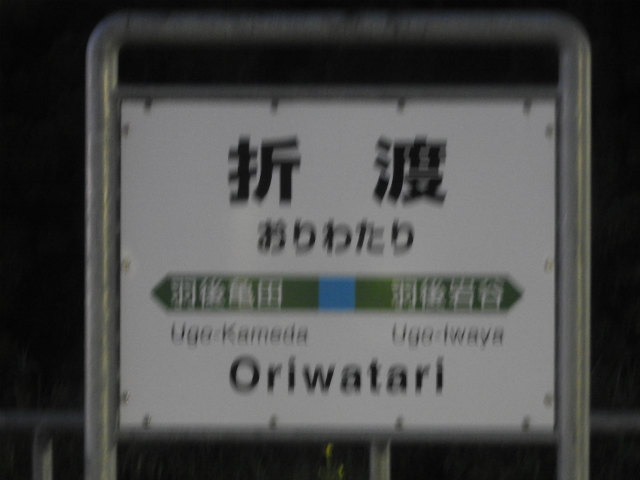 折渡
おりわたり
羽後亀田 羽後岩谷
Ugo-Kameda Ugo-Iwaya
Oriwatari